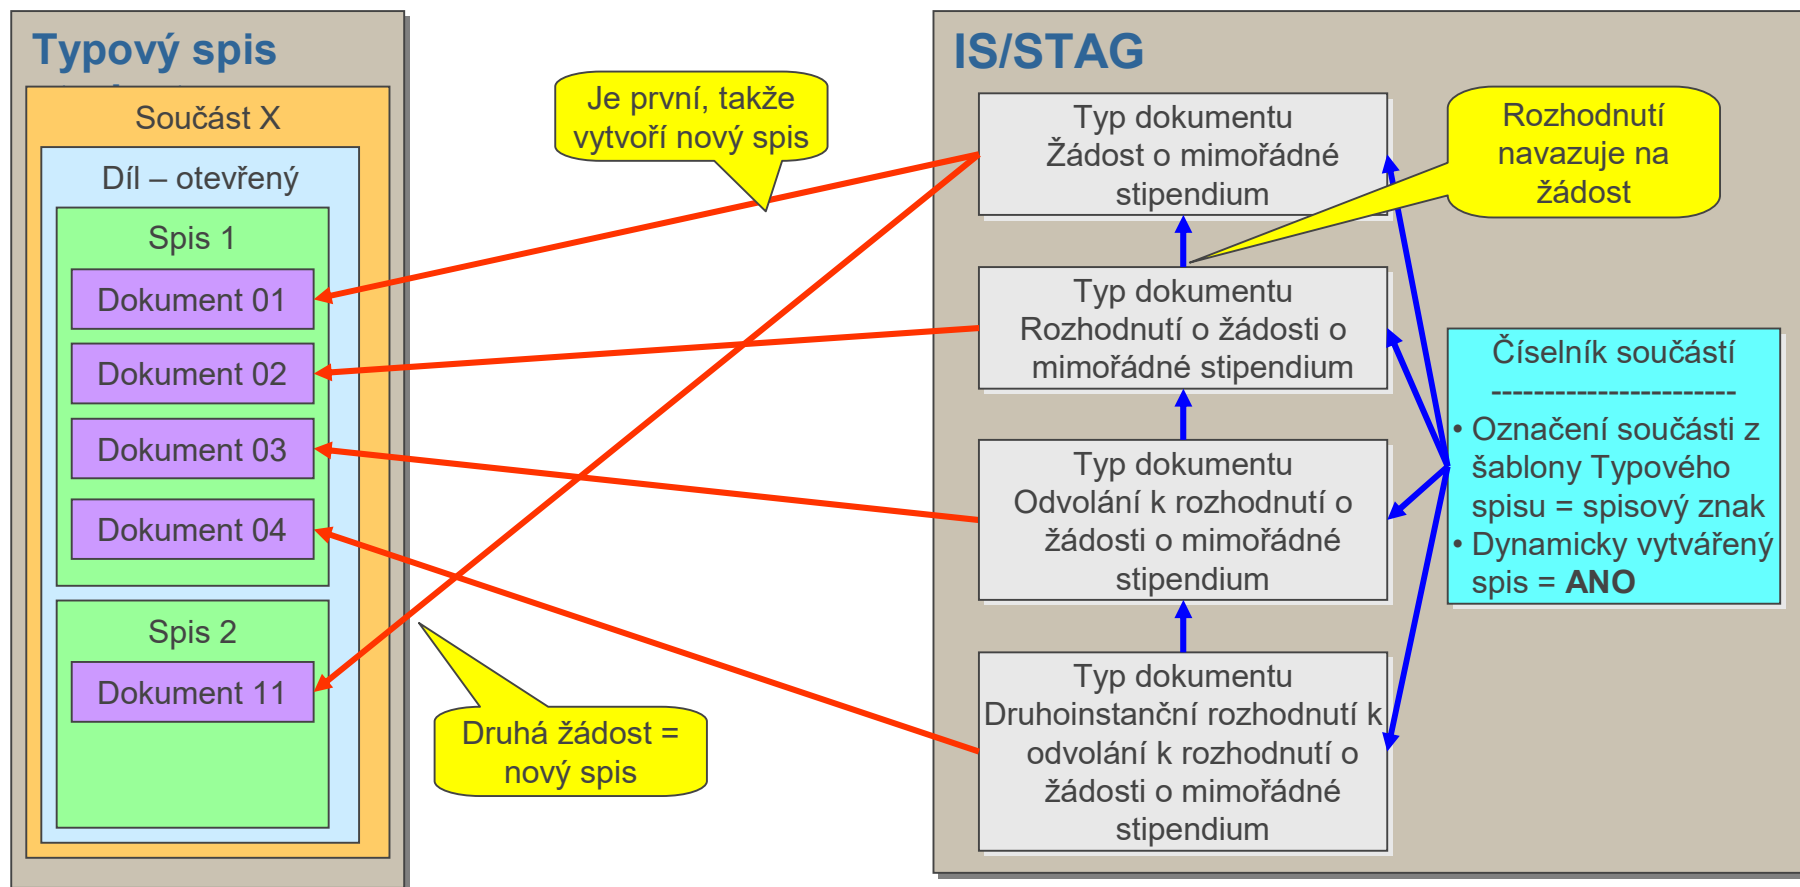 Typový spis
Součást X
Díl – otevřený
Spis 1
Dokument 01
Dokument 02
Dokument 03
Dokument 04
Spis 2
Dokument 11
Je první, takže
vytvoří nový spis
Druhá žádost =
nový spis
IS/STAG
Typ dokumentu
Žádost o mimořádné
stipendium
Typ dokumentu
Rozhodnutí o žádosti o
mimořádné stipendium
Typ dokumentu
Odvolání k rozhodnutí o
žádosti o mimořádné
stipendium
Typ dokumentu
Druhoinstanční rozhodnutí k
odvolání k rozhodnutí o
žádosti o mimořádné
stipendium
Rozhodnutí
navazuje na
žádost
Číselník součástí
-----------------------
• Označení součásti z
šablony Typového
spisu = spisový znak
• Dynamicky vytvářený
spis = ANO